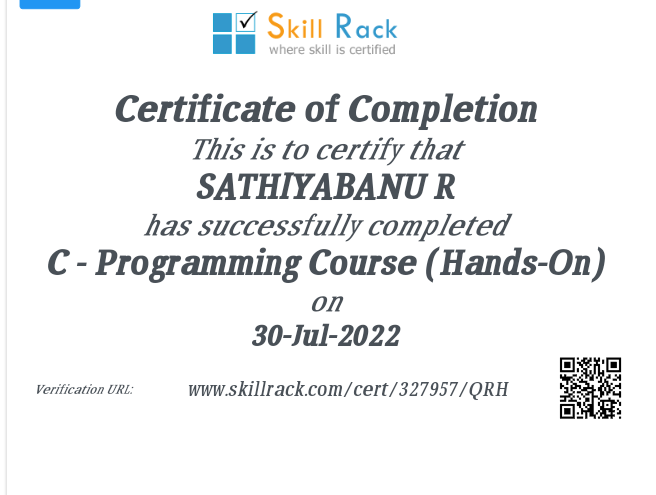 Skill Rack
where skill is certified
Certificate of Completion
This is to certify that
SATHIYABANU R
has successfully completed
C - Programming Course (Hands-On)
on
30-Jul-2022
Verification URL: www.skillrack.com/cert/327957/QRH